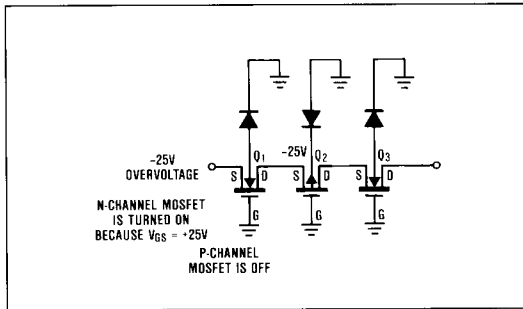 Q1
-25V
Q2
Q3
-25V
OVERVOLTAGE
S
D
S
D
S
D
G
G
G
N-CHANNEL MOSFET
IS TURNED ON
BECAUSE VGS = +25V
P-CHANNEL
MOSFET IS OFF